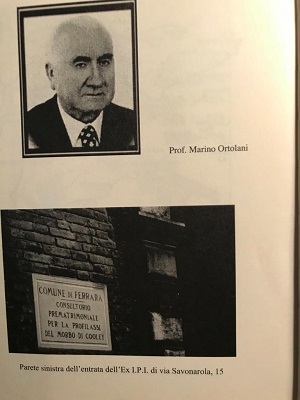 Prof. Marino Ortolani
COMUNE DI FERRARA
CONSULTORIO
PREMATRIMONIALE
PER LA PROFILASSI
DEL MORBO DI COOLEY
Parete sinistra dell'entrata dell'Ex I.P.I. di via Savonarola, 15